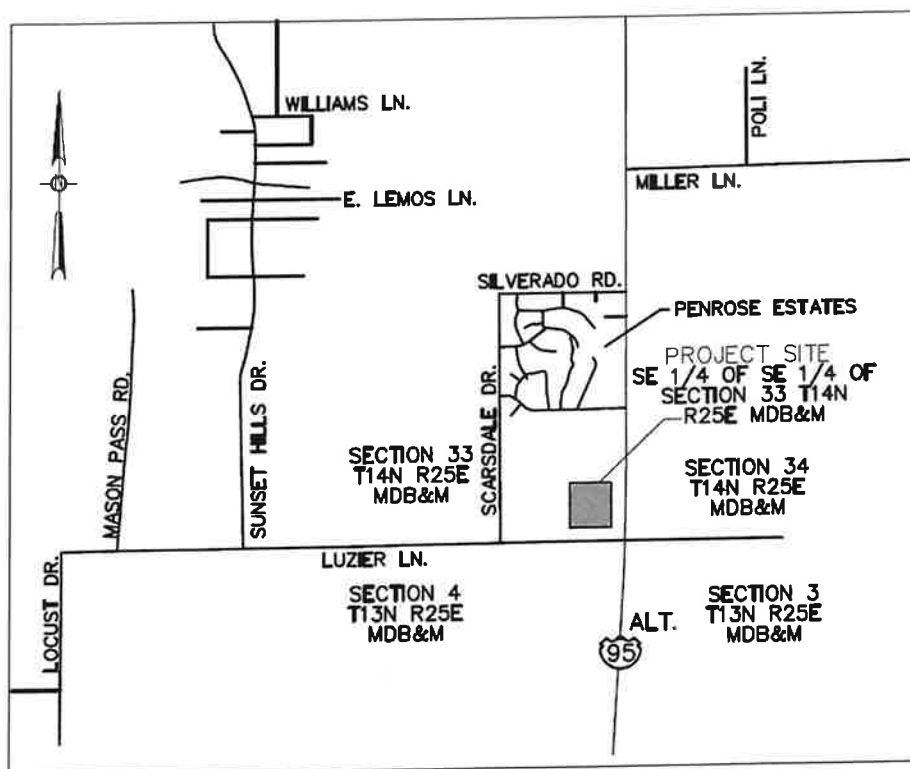 WILLIAMS LN.
POLI LN.
N
MILLER LN.
E. LEMOS LN.
SILVERADO RD.
PENROSE ESTATES
PROJECT SITE
SE 1/4 OF SE 1/4 OF
SECTION 33 T14N
R25E MDB&M
MASON PASS RD.
SUNSET HILLS DR.
SCARSDALE DR.
SECTION 33
T14N R25E
MDB&M
SECTION 34
T14N R25E
MDB&M
LUZIER LN.
LOCUST DR.
SECTION 4
T13N R25E
MDB&M
SECTION 3
T13N R25E
MDB&M
ALT.
95